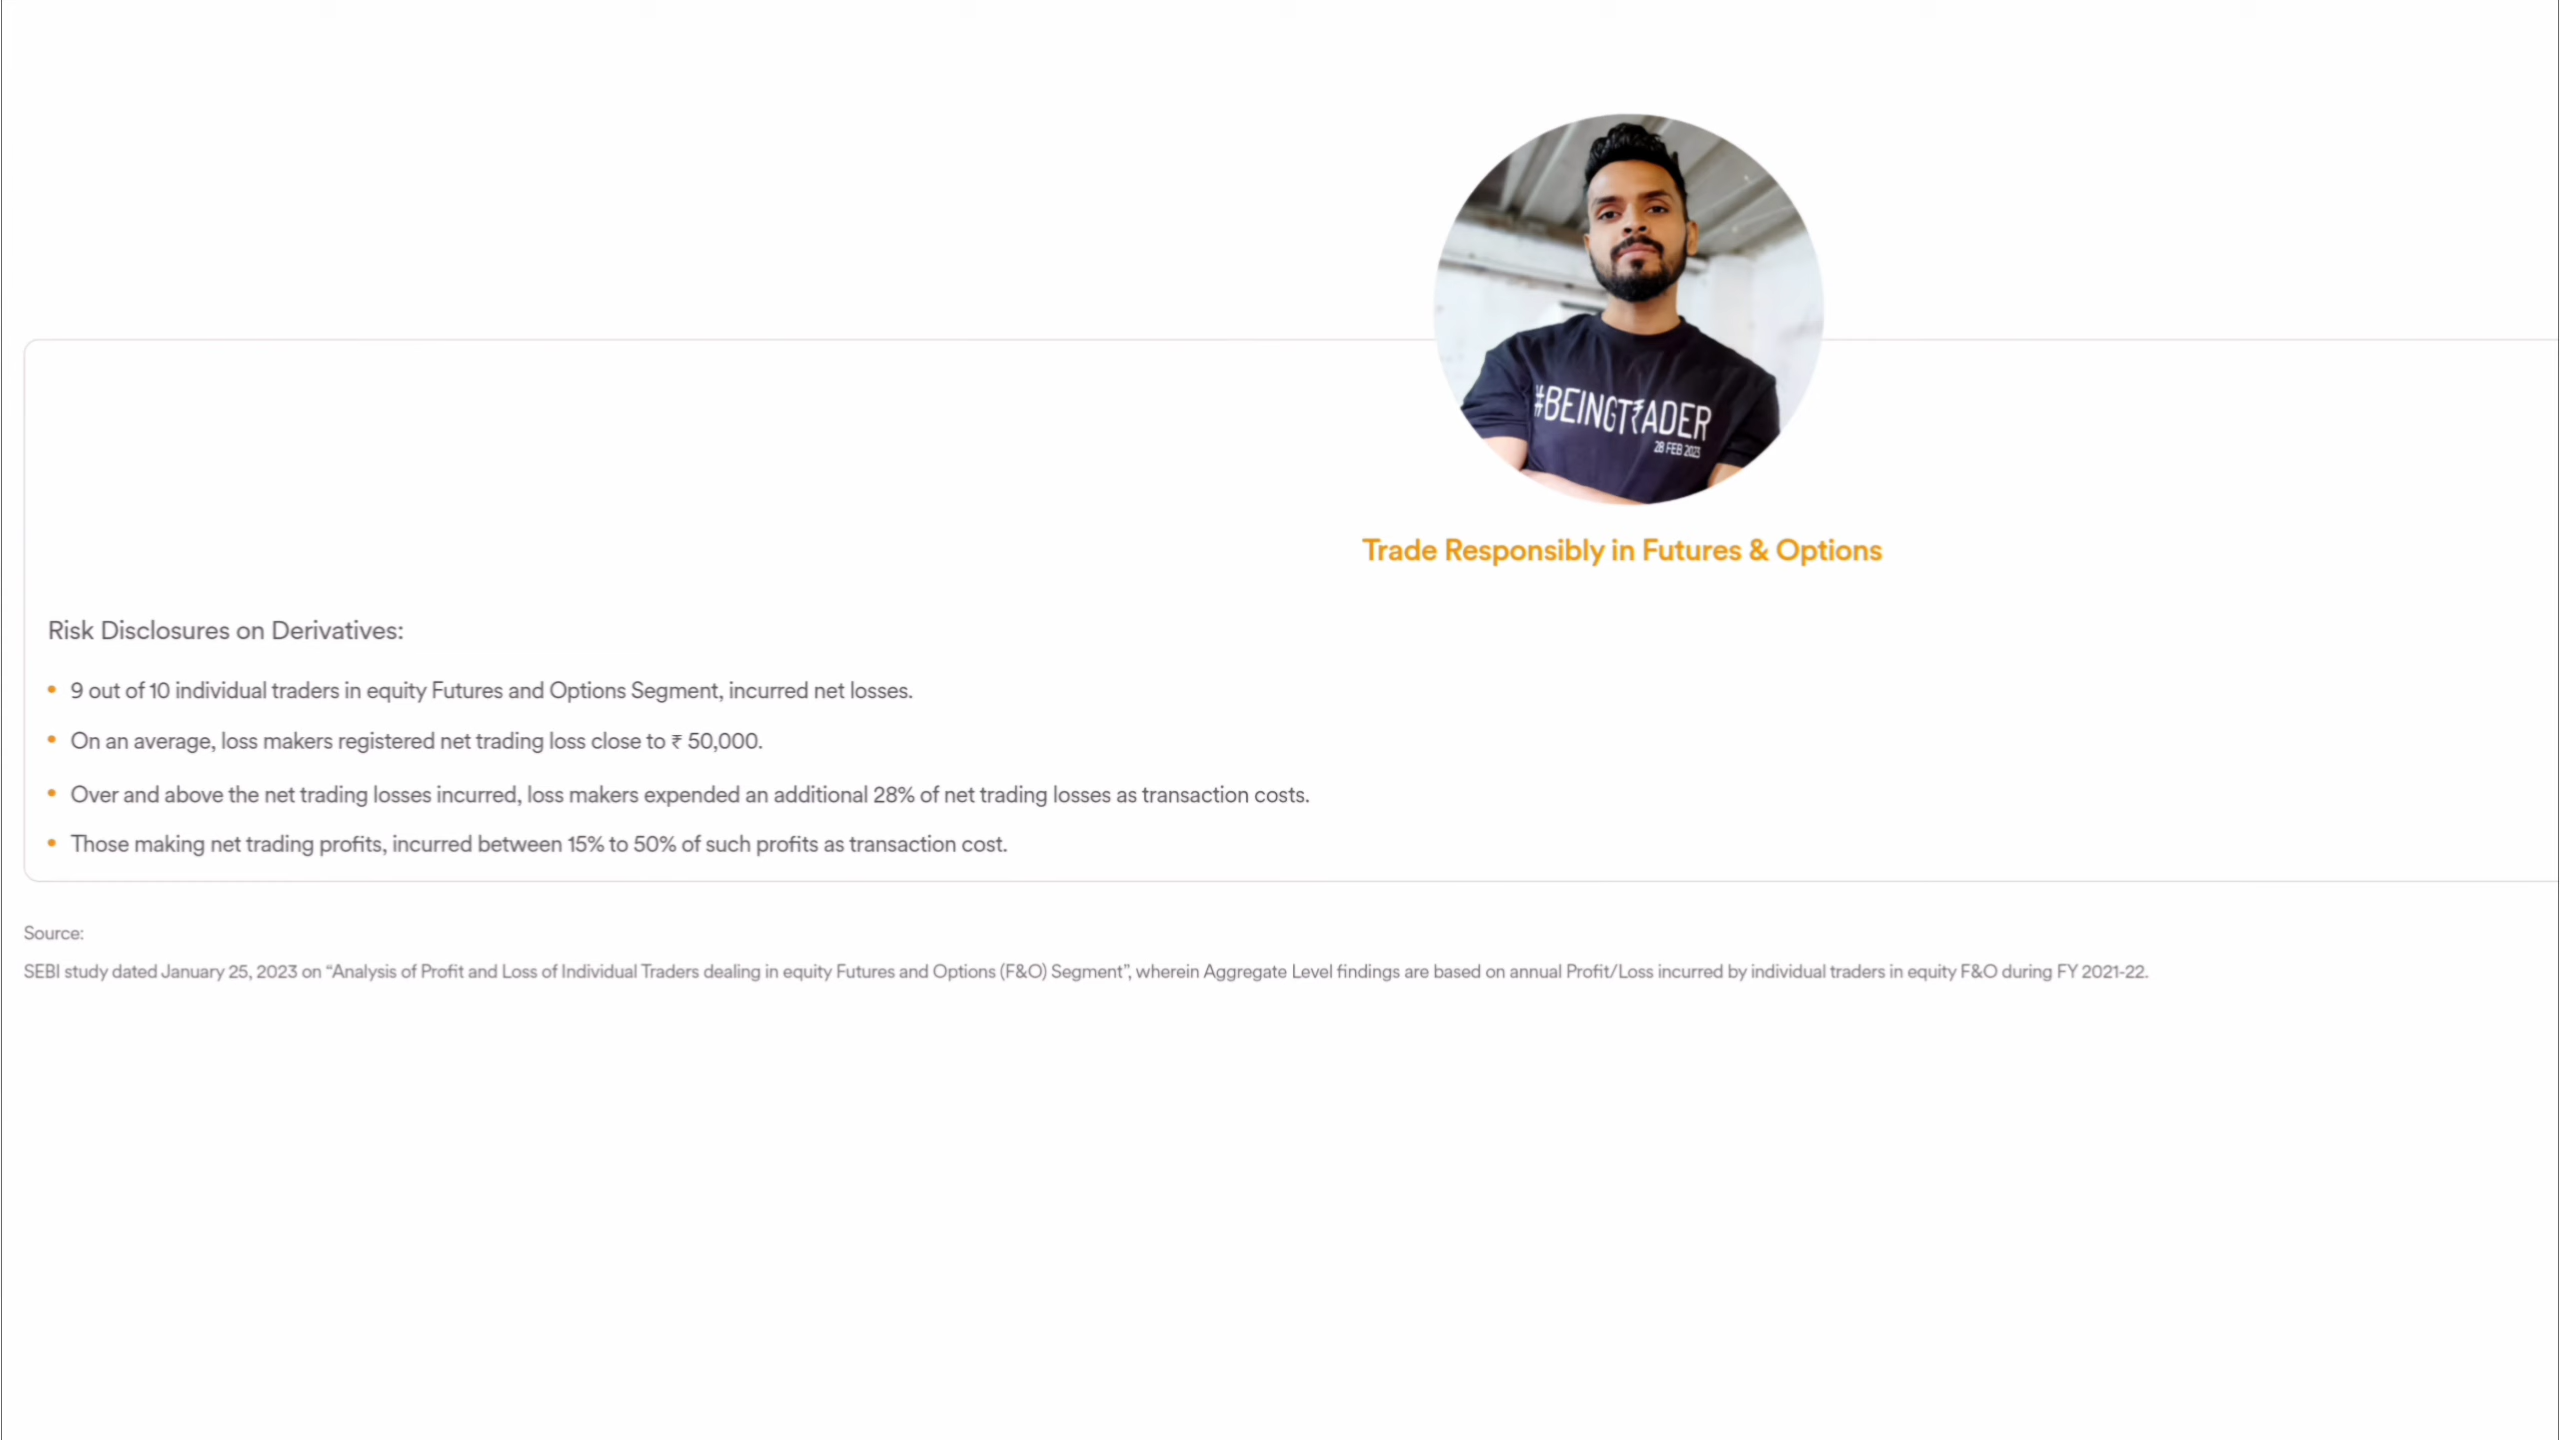 #BEINGT₹ADER
28 FEB 2023
Trade Responsibly in Futures & Options
Risk Disclosures on Derivatives:
• 9 out of 10 individual traders in equity Futures and Options Segment, incurred net losses.
• On an average, loss makers registered net trading loss close to ₹ 50,000.
• Over and above the net trading losses incurred, loss makers expended an additional 28% of net trading losses as transaction costs.
• Those making net trading profits, incurred between 15% to 50% of such profits as transaction cost.
Source:
SEBI study dated January 25, 2023 on “Analysis of Profit and Loss of Individual Traders dealing in equity Futures and Options (F&O) Segment”, wherein Aggregate Level findings are based on annual Profit/Loss incurred by individual traders in equity F&O during FY 2021-22.